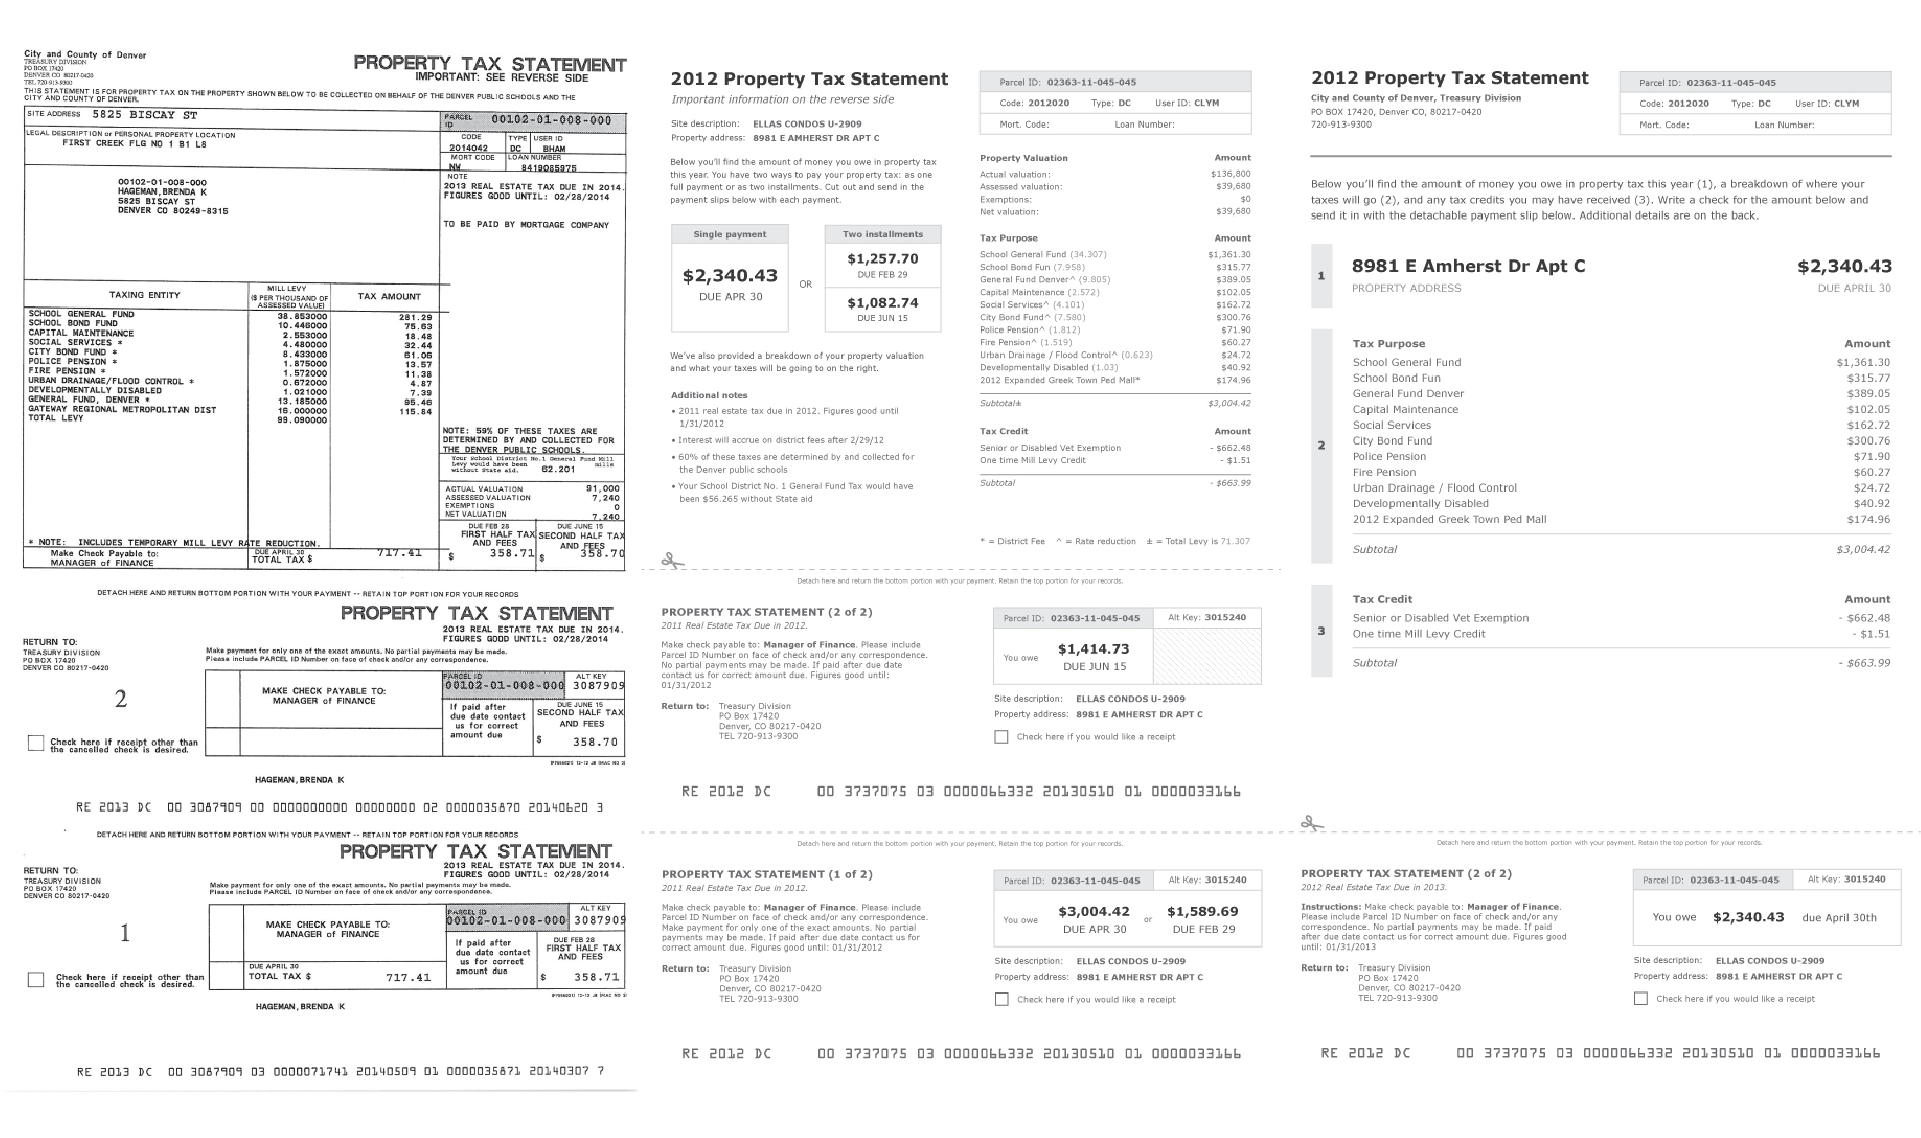 City and County of Denver
TREASURY DIVISION
PO BOX 17420
DENVER CO 80217-0420
TEL 720-913-9300
PROPERTY TAX STATEMENT
IMPORTANT: SEE REVERSE SIDE
THIS STATEMENT IS FOR PROPERTY TAX ON THE PROPERTY SHOWN BELOW TO BE COLLECTED ON BEHALF OF THE DENVER PUBLIC SCHOOLS AND THE
CITY AND COUNTY OF DENVER.
SITE ADDRESS 5825 BISCAY ST
PARCEL ID 00102-01-008-000
LEGAL DESCRIPTION or PERSONAL PROPERTY LOCATION
FIRST CREEK FLG NO 1 B1 L8
CODE TYPE USER ID
2014042 DC BHAM
MORT CODE LOAN NUMBER
NW 8419085975
NOTE
2013 REAL ESTATE TAX DUE IN 2014.
FIGURES GOOD UNTIL: 02/28/2014
TO BE PAID BY MORTGAGE COMPANY
00102-01-008-000
HAGEMAN,BRENDA K
5825 BISCAY ST
DENVER CO 80249-8315
TAXING ENTITY MILL LEVY ($ PER THOUSAND OF ASSESSED VALUE) TAX AMOUNT
SCHOOL GENERAL FUND 38.853000 281.29
SCHOOL BOND FUND 10.446000 75.63
CAPITAL MAINTENANCE 2.553000 18.48
SOCIAL SERVICES * 4.480000 32.44
CITY BOND FUND * 8.433000 61.06
POLICE PENSION * 1.875000 13.57
FIRE PENSION * 1.572000 11.38
URBAN DRAINAGE/FLOOD CONTROL * 0.672000 4.87
DEVELOPMENTALLY DISABLED 1.021000 7.39
GENERAL FUND, DENVER * 13.185000 95.46
GATEWAY REGIONAL METROPOLITAN DIST 16.000000 115.84
TOTAL LEVY 99.090000
NOTE: 59% OF THESE TAXES ARE
DETERMINED BY AND COLLECTED FOR
THE DENVER PUBLIC SCHOOLS.
Your School District No.1 General Fund Mill
Levy would have been 62.201 mills
without State aid.
ACTUAL VALUATION 91,000
ASSESSED VALUATION 7,240
EXEMPTIONS 0
NET VALUATION 7,240
* NOTE: INCLUDES TEMPORARY MILL LEVY RATE REDUCTION.
Make Check Payable to:
MANAGER of FINANCE
DUE APRIL 30
TOTAL TAX $ 717.41
DUE FEB 28
FIRST HALF TAX
AND FEES
$ 358.71
DUE JUNE 15
SECOND HALF TAX
AND FEES
358.70
DETACH HERE AND RETURN BOTTOM PORTION WITH YOUR PAYMENT -- RETAIN TOP PORTION FOR YOUR RECORDS
PROPERTY TAX STATEMENT
2013 REAL ESTATE TAX DUE IN 2014.
FIGURES GOOD UNTIL: 02/28/2014
RETURN TO:
TREASURY DIVISION
PO BOX 17420
DENVER CO 80217-0420
Make payment for only one of the exact amounts. No partial payments may be made.
Please include PARCEL ID Number on face of check and/or any correspondence.
2
MAKE CHECK PAYABLE TO:
MANAGER of FINANCE
PARCEL ID
00102-01-008-000
ALT KEY
3087909
If paid after
due date contact
us for correct
amount due
DUE JUNE 15
SECOND HALF TAX
AND FEES
$ 358.70
Check here if receipt other than
the cancelled check is desired.
HAGEMAN,BRENDA K
RE 2013 DC 00 3087909 00 0000000000 00000000 02 0000035870 20140620 3
DETACH HERE AND RETURN BOTTOM PORTION WITH YOUR PAYMENT -- RETAIN TOP PORTION FOR YOUR RECORDS
PROPERTY TAX STATEMENT
2013 REAL ESTATE TAX DUE IN 2014.
FIGURES GOOD UNTIL: 02/28/2014
RETURN TO:
TREASURY DIVISION
PO BOX 17420
DENVER CO 80217-0420
Make payment for only one of the exact amounts. No partial payments may be made.
Please include PARCEL ID Number on face of check and/or any correspondence.
1
MAKE CHECK PAYABLE TO:
MANAGER of FINANCE
PARCEL ID
00102-01-008-000
ALT KEY
3087909
If paid after
due date contact
us for correct
amount due
DUE FEB 28
FIRST HALF TAX
AND FEES
$ 358.71
DUE APRIL 30
TOTAL TAX $ 717.41
Check here if receipt other than
the cancelled check is desired.
HAGEMAN,BRENDA K
RE 2013 DC 00 3087909 03 0000071741 20140509 01 0000035871 20140307 7
2012 Property Tax Statement
Important information on the reverse side
Site description: ELLAS CONDOS U-2909
Property address: 8981 E AMHERST DR APT C
Below you'll find the amount of money you owe in property tax
this year. You have two ways to pay your property tax: as one
full payment or as two installments. Cut out and send in the
payment slips below with each payment.
Single payment
$2,340.43
DUE APR 30
OR
Two installments
$1,257.70
DUE FEB 29
$1,082.74
DUE JUN 15
We've also provided a breakdown of your property valuation
and what your taxes will be going to on the right.
Additional notes
• 2011 real estate tax due in 2012. Figures good until
1/31/2012
• Interest will accrue on district fees after 2/29/12
• 60% of these taxes are determined by and collected for
the Denver public schools
• Your School District No. 1 General Fund Tax would have
been $56.265 without State aid
Parcel ID: 02363-11-045-045
Code: 2012020 Type: DC User ID: CLVM
Mort. Code: Loan Number:
Property Valuation Amount
Actual valuation: $136,800
Assessed valuation: $39,680
Exemptions: $0
Net valuation: $39,680
Tax Purpose Amount
School General Fund (34.307) $1,361.30
School Bond Fun (7.958) $315.77
General Fund Denver^ (9.805) $389.05
Capital Maintenance (2.572) $102.05
Social Services^ (4.101) $162.72
City Bond Fund^ (7.580) $300.76
Police Pension^ (1.812) $71.90
Fire Pension^ (1.519) $60.27
Urban Drainage / Flood Control^ (0.623) $24.72
Developmentally Disabled (1.03) $40.92
2012 Expanded Greek Town Ped Mall* $174.96
Subtotal± $3,004.42
Tax Credit Amount
Senior or Disabled Vet Exemption - $662.48
One time Mill Levy Credit - $1.51
Subtotal - $663.99
* = District Fee ^ = Rate reduction ± = Total Levy is 71.307
Detach here and return the bottom portion with your payment. Retain the top portion for your records.
PROPERTY TAX STATEMENT (2 of 2)
2011 Real Estate Tax Due in 2012.
Make check payable to: Manager of Finance. Please include
Parcel ID Number on face of check and/or any correspondence.
No partial payments may be made. If paid after due date
contact us for correct amount due. Figures good until:
01/31/2012
Return to: Treasury Division
PO Box 17420
Denver, CO 80217-0420
TEL 720-913-9300
Parcel ID: 02363-11-045-045 Alt Key: 3015240
You owe $1,414.73
DUE JUN 15
Site description: ELLAS CONDOS U-2909
Property address: 8981 E AMHERST DR APT C
Check here if you would like a receipt
RE 2012 DC 00 3737075 03 0000066332 20130510 01 0000033166
Detach here and return the bottom portion with your payment. Retain the top portion for your records.
PROPERTY TAX STATEMENT (1 of 2)
2011 Real Estate Tax Due in 2012.
Make check payable to: Manager of Finance. Please include
Parcel ID Number on face of check and/or any correspondence.
Make payment for only one of the exact amounts. No partial
payments may be made. If paid after due date contact us for
correct amount due. Figures good until: 01/31/2012
Return to: Treasury Division
PO Box 17420
Denver, CO 80217-0420
TEL 720-913-9300
Parcel ID: 02363-11-045-045 Alt Key: 3015240
You owe $3,004.42 or $1,589.69
DUE APR 30 DUE FEB 29
Site description: ELLAS CONDOS U-2909
Property address: 8981 E AMHERST DR APT C
Check here if you would like a receipt
RE 2012 DC 00 3737075 03 0000066332 20130510 01 0000033166
2012 Property Tax Statement
City and County of Denver, Treasury Division
PO BOX 17420, Denver, CO, 80217-0420
720-913-9300
Parcel ID: 02363-11-045-045
Code: 2012020 Type: DC User ID: CLVM
Mort. Code: Loan Number:
Below you'll find the amount of money you owe in property tax this year (1), a breakdown of where your
taxes will go (2), and any tax credits you may have received (3). Write a check for the amount below and
send it in with the detachable payment slip below. Additional details are on the back.
1
8981 E Amherst Dr Apt C $2,340.43
PROPERTY ADDRESS DUE APRIL 30
2
Tax Purpose Amount
School General Fund $1,361.30
School Bond Fun $315.77
General Fund Denver $389.05
Capital Maintenance $102.05
Social Services $162.72
City Bond Fund $300.76
Police Pension $71.90
Fire Pension $60.27
Urban Drainage / Flood Control $24.72
Developmentally Disabled $40.92
2012 Expanded Greek Town Ped Mall $174.96
Subtotal $3,004.42
3
Tax Credit Amount
Senior or Disabled Vet Exemption - $662.48
One time Mill Levy Credit - $1.51
Subtotal - $663.99
Detach here and return the bottom portion with your payment. Retain the top portion for your records.
PROPERTY TAX STATEMENT (2 of 2)
2012 Real Estate Tax Due in 2013.
Instructions: Make check payable to: Manager of Finance.
Please include Parcel ID Number on face of check and/or any
correspondence. No partial payments may be made. If paid
after due date contact us for correct amount due. Figures good
until: 01/31/2013
Return to: Treasury Division
PO Box 17420
Denver, CO 80217-0420
TEL 720-913-9300
Parcel ID: 02363-11-045-045 Alt Key: 3015240
You owe $2,340.43 due April 30th
Site description: ELLAS CONDOS U-2909
Property address: 8981 E AMHERST DR APT C
Check here if you would like a receipt
RE 2012 DC 00 3737075 03 0000066332 20130510 01 0000033166